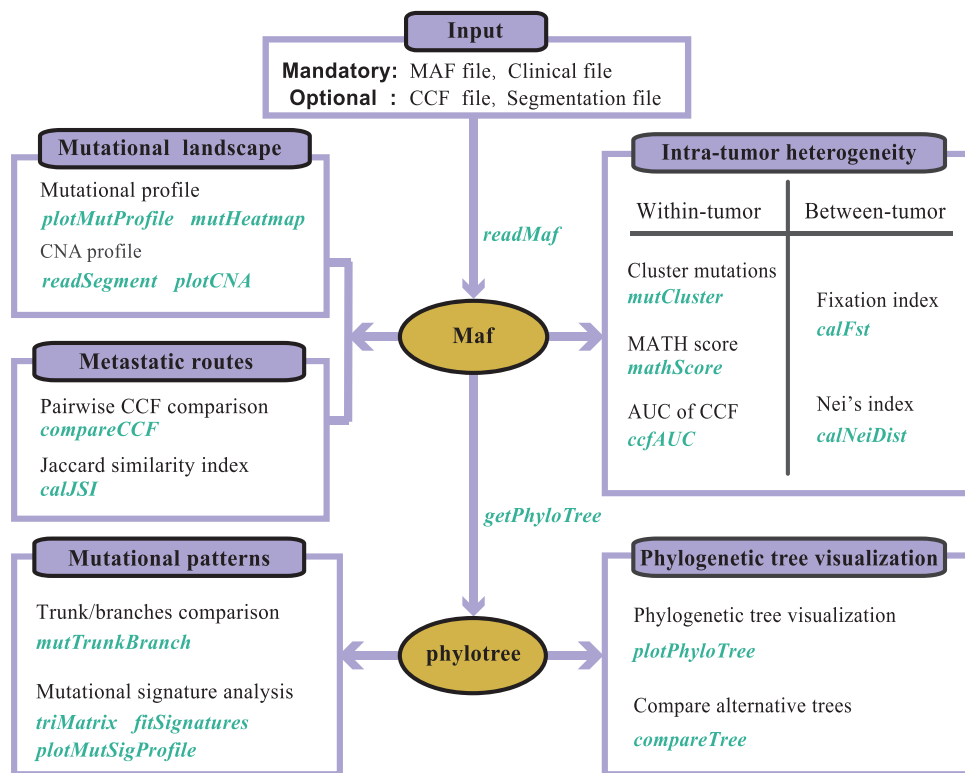 Input
Mandatory: MAF file, Clinical file
Optional : CCF file, Segmentation file
Mutational landscape
Mutational profile
plotMutProfile mutHeatmap
CNA profile
readSegment plotCNA
Metastatic routes
Pairwise CCF comparison
compareCCF
Jaccard similarity index
calJSI
readMaf
Maf
getPhyloTree
Intra-tumor heterogeneity
Within-tumor
Cluster mutations
mutCluster
MATH score
mathScore
AUC of CCF
ccfAUC
Between-tumor
Fixation index
calFst
Nei's index
calNeiDist
Mutational patterns
Trunk/branches comparison
mutTrunkBranch
Mutational signature analysis
triMatrix fitSignatures
plotMutSigProfile
phylotree
Phylogenetic tree visualization
Phylogenetic tree visualization
plotPhyloTree
Compare alternative trees
compareTree